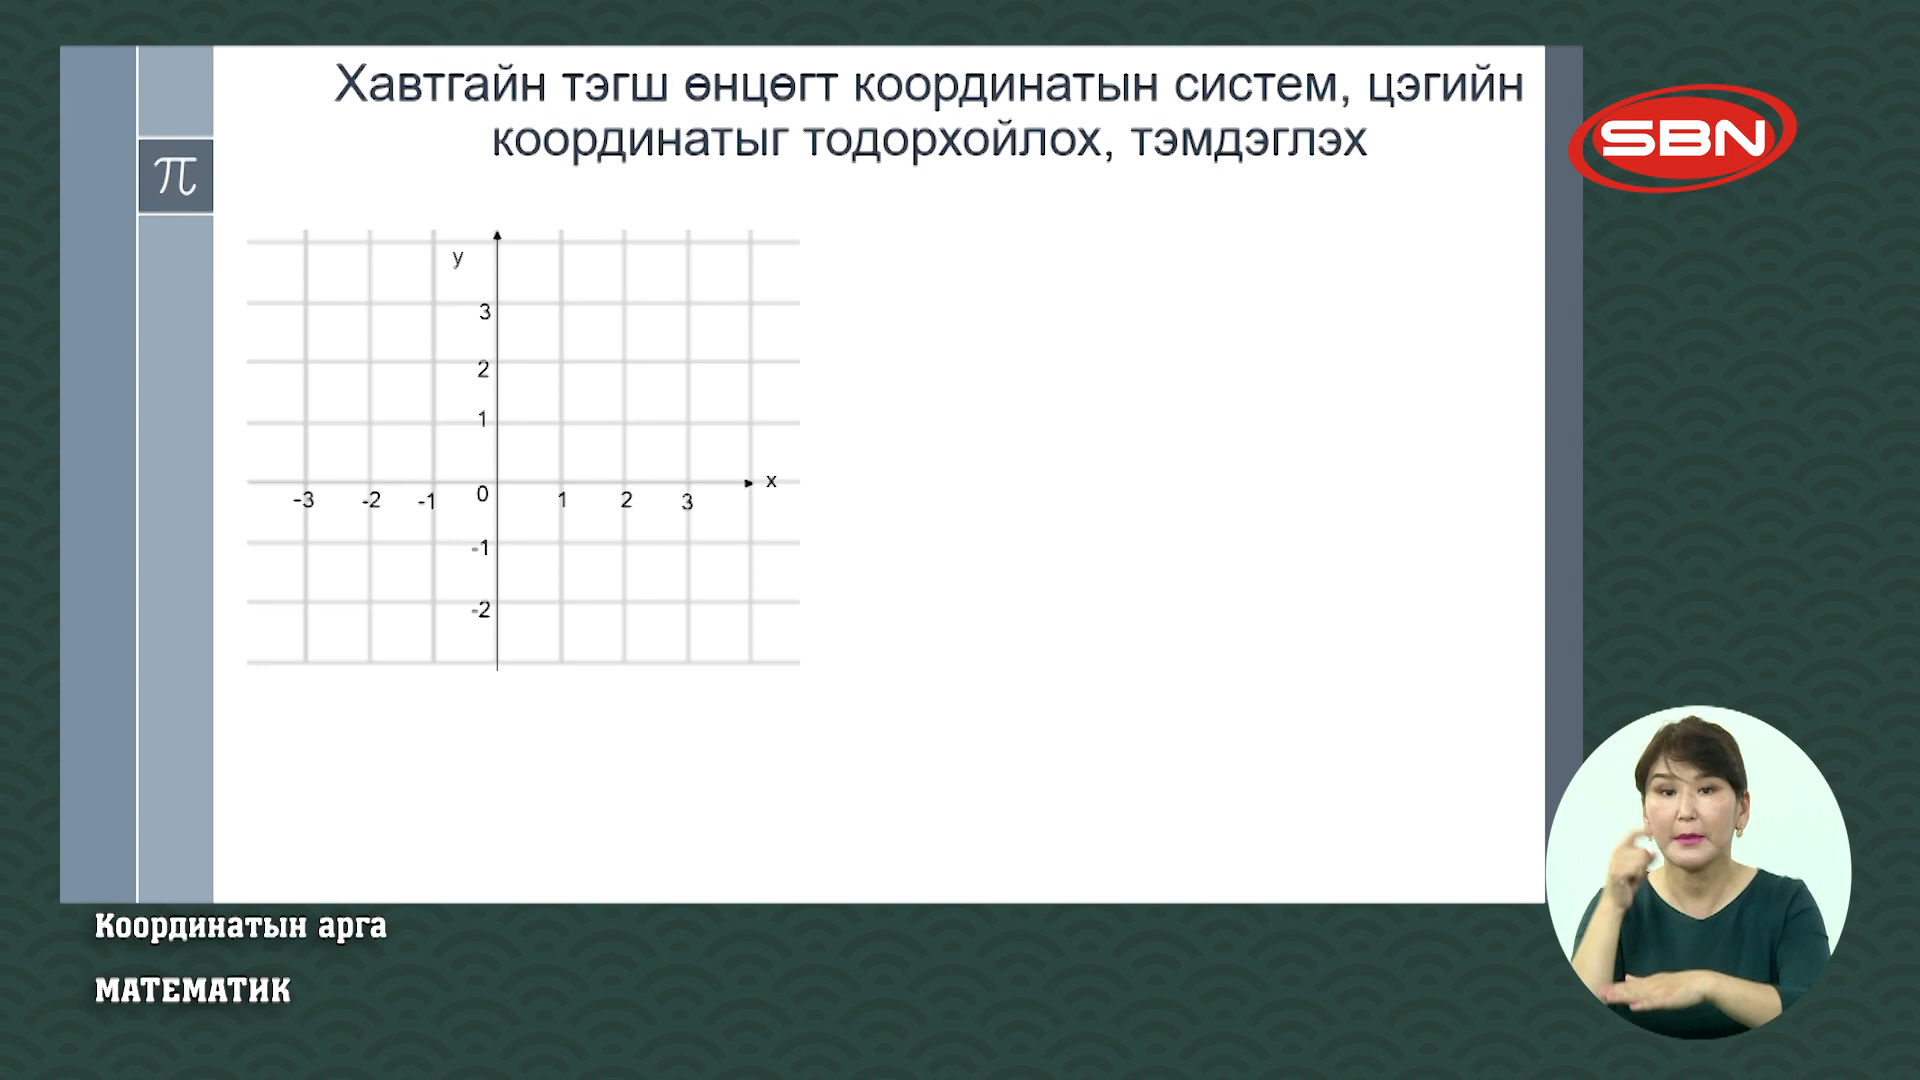 Хавтгайн тэгш өнцөгт координатын систем, цэгийн
координатыг тодорхойлох, тэмдэглэх
SBN
π
y
3
2
1
x
-3 -2 -1 0 1 2 3
-1
-2
Координатын арга
МАТЕМАТИК